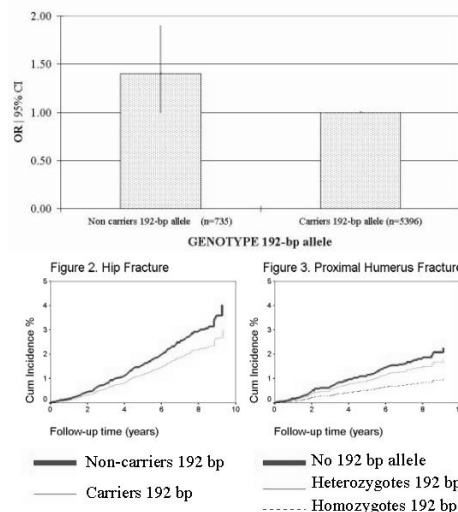 2.00
1.50
1.00
0.50
0.00
OR | 95% CI
Non carriers 192-bp allele (n=735)
Carriers 192-bp allele (n=5396)
GENOTYPE 192-bp allele
Figure 2. Hip Fracture
5
4
3
2
1
0
Cum Incidence %
0 2 4 6 8 10
Follow-up time (years)
Non-carriers 192 bp
Carriers 192 bp
Figure 3. Proximal Humerus Fracture
5
4
3
2
1
0
Cum Incidence %
0 2 4 6 8 10
Follow-up time (years)
No 192 bp allele
Heterozygotes 192 bp
Homozygotes 192 bp